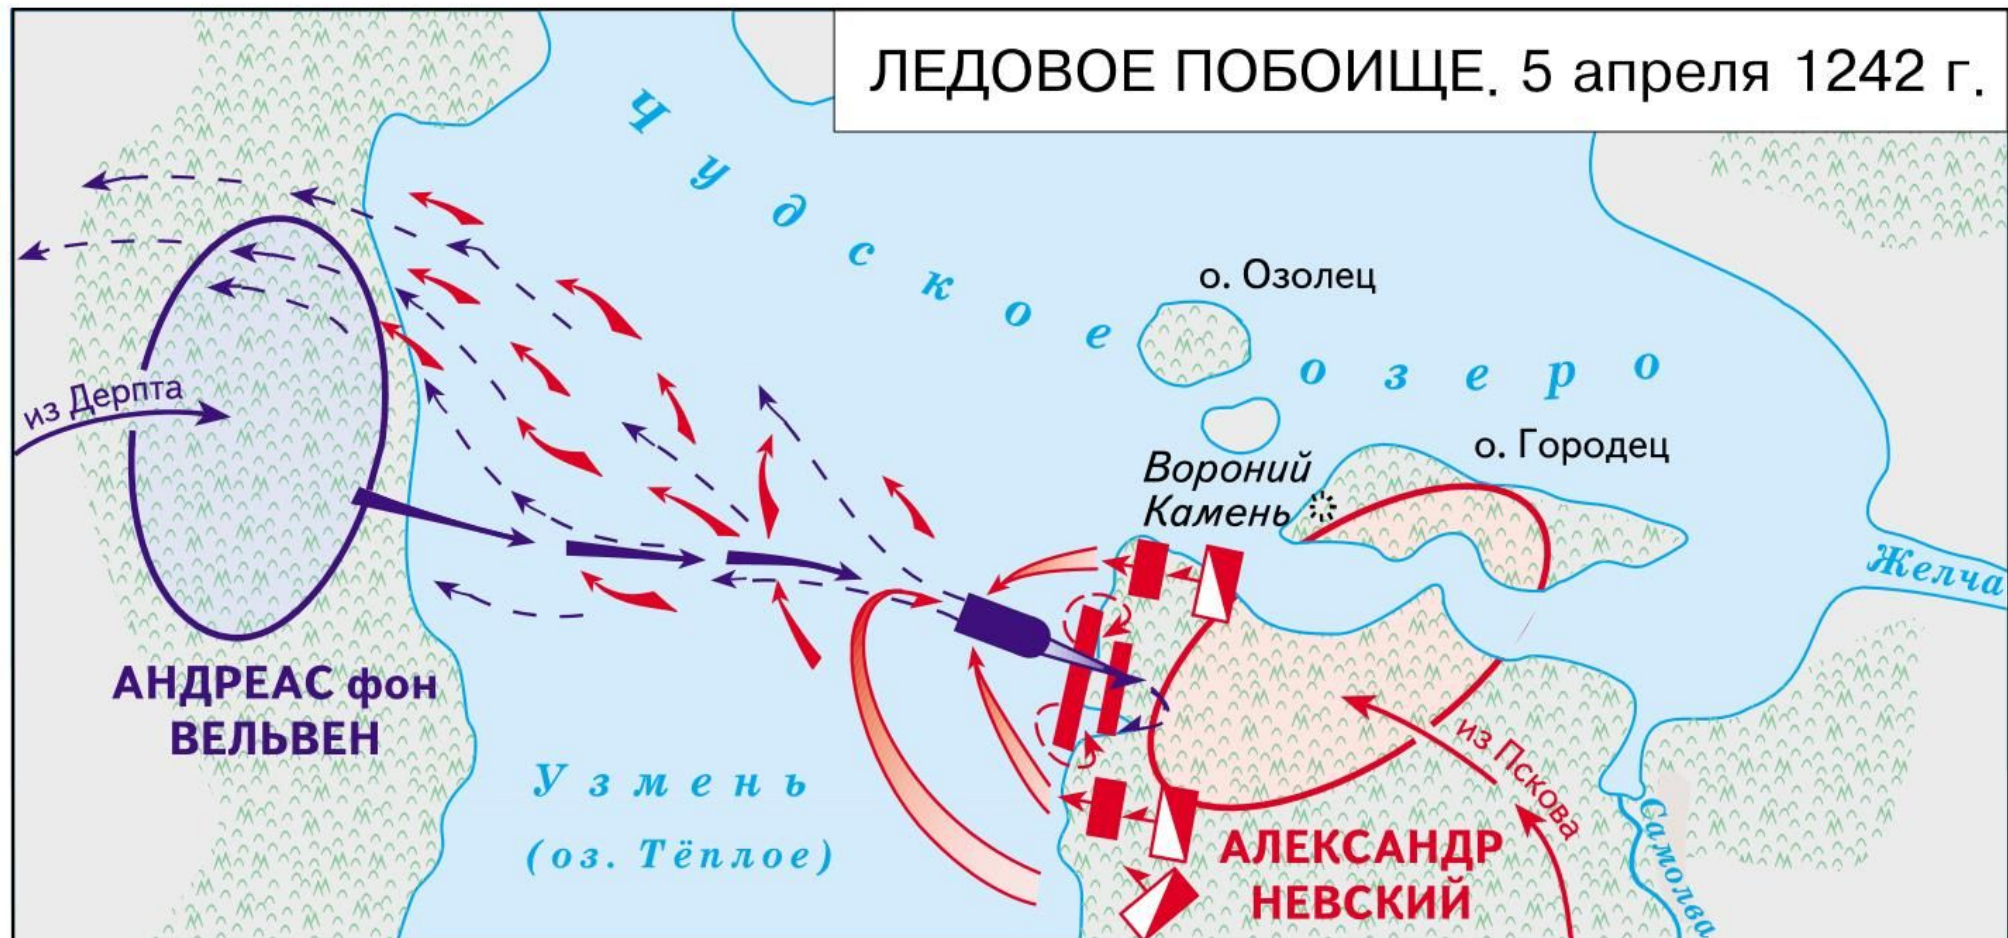 ЛЕДОВОЕ ПОБОИЩЕ. 5 апреля 1242 г.
Чудское озеро
о. Озолец
о. Городец
Вороний
Камень
Желча
из Дерпта
АНДРЕАС фон
ВЕЛЬВЕН
Узмень
(оз. Тёплое)
из Пскова
АЛЕКСАНДР
НЕВСКИЙ
Самолва